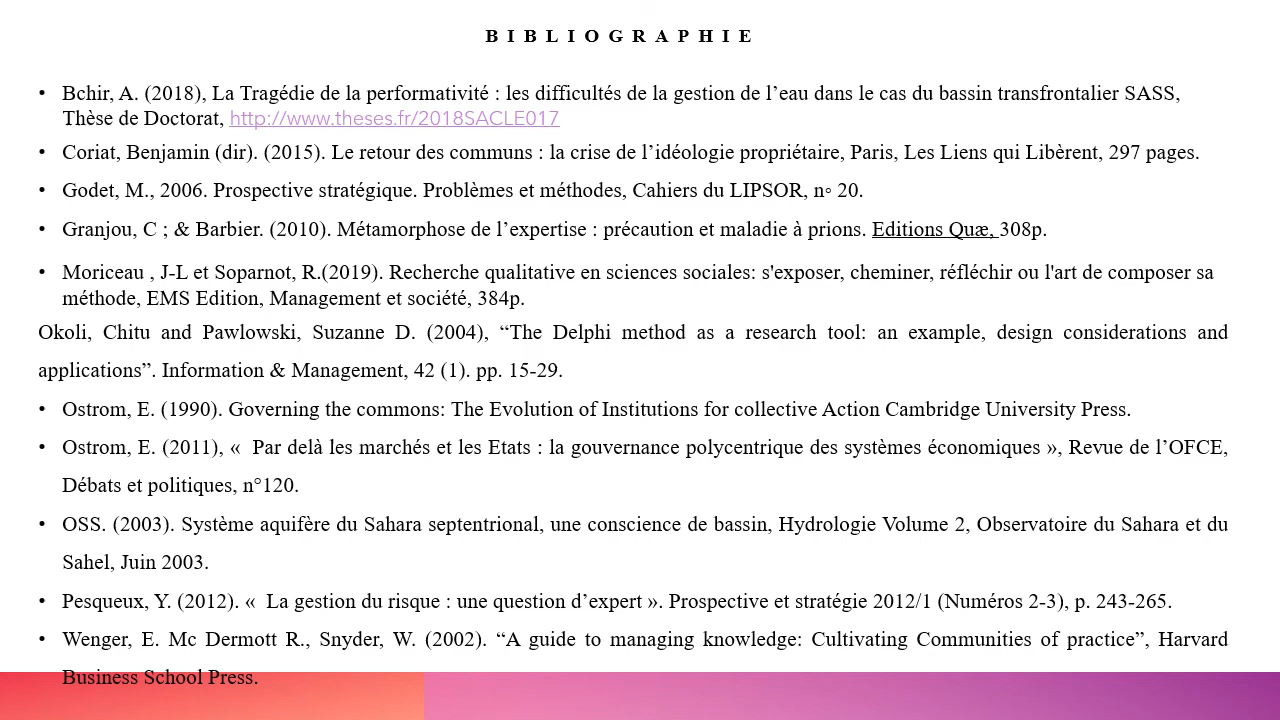 BIBLIOGRAPHIE
• Bchir, A. (2018), La Tragédie de la performativité : les difficultés de la gestion de l’eau dans le cas du bassin transfrontalier SASS,
Thèse de Doctorat, http://www.theses.fr/2018SACLE017
• Coriat, Benjamin (dir). (2015). Le retour des communs : la crise de l’idéologie propriétaire, Paris, Les Liens qui Libèrent, 297 pages.
• Godet, M., 2006. Prospective stratégique. Problèmes et méthodes, Cahiers du LIPSOR, n◦ 20.
• Granjou, C ; & Barbier. (2010). Métamorphose de l’expertise : précaution et maladie à prions. Editions Quæ, 308p.
• Moriceau , J-L et Soparnot, R.(2019). Recherche qualitative en sciences sociales: s'exposer, cheminer, réfléchir ou l'art de composer sa
méthode, EMS Edition, Management et société, 384p.
Okoli, Chitu and Pawlowski, Suzanne D. (2004), “The Delphi method as a research tool: an example, design considerations and
applications”. Information & Management, 42 (1). pp. 15-29.
• Ostrom, E. (1990). Governing the commons: The Evolution of Institutions for collective Action Cambridge University Press.
• Ostrom, E. (2011), « Par delà les marchés et les Etats : la gouvernance polycentrique des systèmes économiques », Revue de l’OFCE,
Débats et politiques, n°120.
• OSS. (2003). Système aquifère du Sahara septentrional, une conscience de bassin, Hydrologie Volume 2, Observatoire du Sahara et du
Sahel, Juin 2003.
• Pesqueux, Y. (2012). « La gestion du risque : une question d’expert ». Prospective et stratégie 2012/1 (Numéros 2-3), p. 243-265.
• Wenger, E. Mc Dermott R., Snyder, W. (2002). “A guide to managing knowledge: Cultivating Communities of practice”, Harvard
Business School Press.